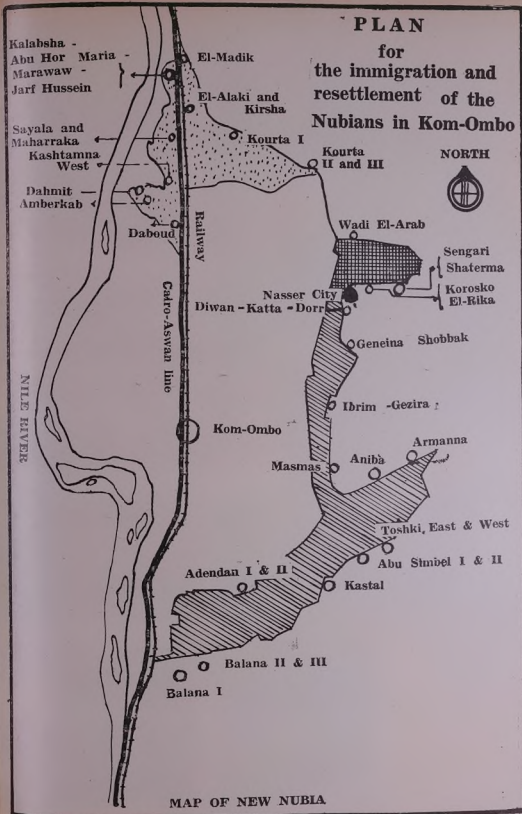 PLAN
for
the immigration and
resettlement of the
Nubians in Kom-Ombo
NORTH
Kalabsha -
Abu Hor Maria -
Marawaw -
Jarf Hussein
El-Madik
El-Alaki and
Kirsha
Sayala and
Maharraka
Kourta I
Kashtamna
West
Kourta
II and III
Dahmit
Amberkab
Daboud
Railway
Wadi El-Arab
Sengari
Shaterma
Nasser City
Korosko
El-Rika
Diwan-Katta-Dorr
Cairo-Aswan line
Geneina Shobbak
NILE RIVER
Ibrim -Gezira
Kom-Ombo
Armanna
Masmas
Aniba
Toshki, East & West
Abu Simbel I & II
Adendan I & II
Kastal
Balana II & III
Balana I
MAP OF NEW NUBIA